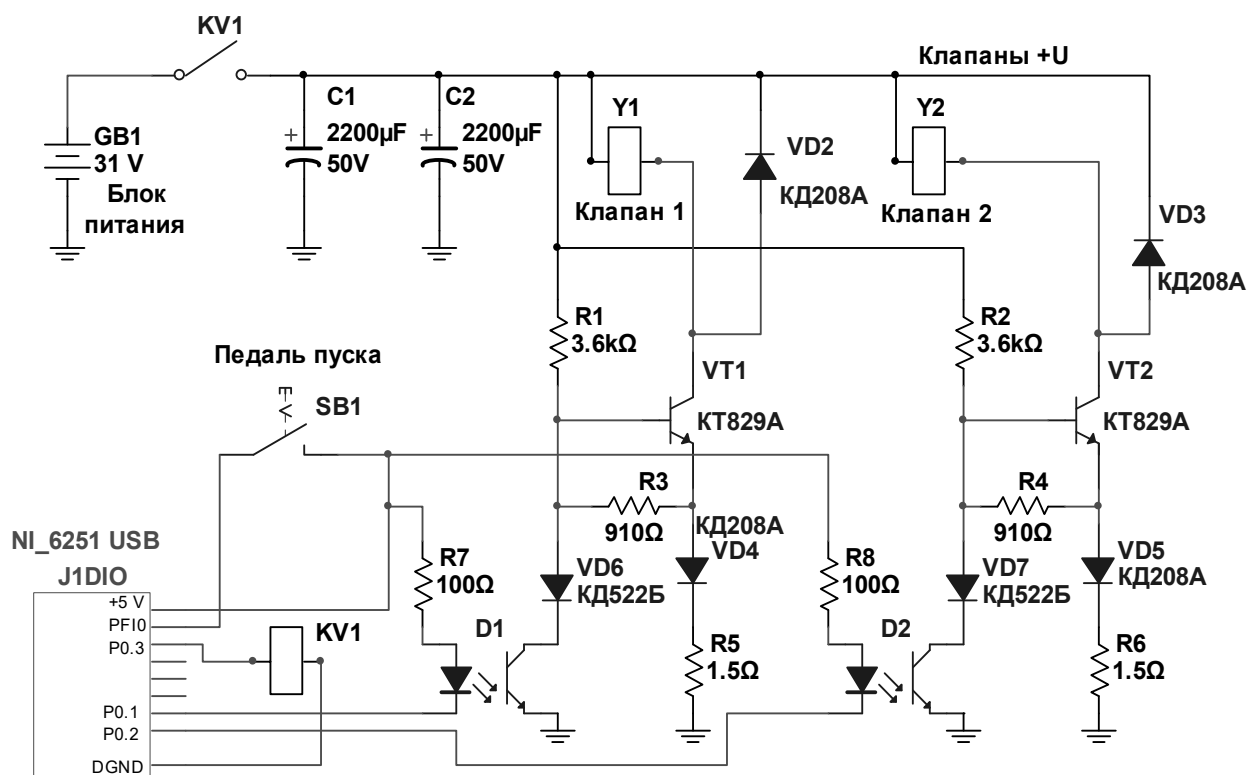 KV1
Клапаны +U
C1
2200µF
50V
C2
2200µF
50V
Y1
Клапан 1
VD2
КД208А
Y2
Клапан 2
VD3
КД208А
GB1
31 V
Блок
питания
R1
3.6kΩ
R2
3.6kΩ
Педаль пуска
SB1
VT1
КТ829А
VT2
КТ829А
R3
910Ω
R4
910Ω
КД208А
VD4
VD5
КД208А
NI_6251 USB
J1DIO
R7
100Ω
VD6
КД522Б
R8
100Ω
VD7
КД522Б
+5 V
PFI0
P0.3
KV1
D1
R5
1.5Ω
D2
R6
1.5Ω
P0.1
P0.2
DGND